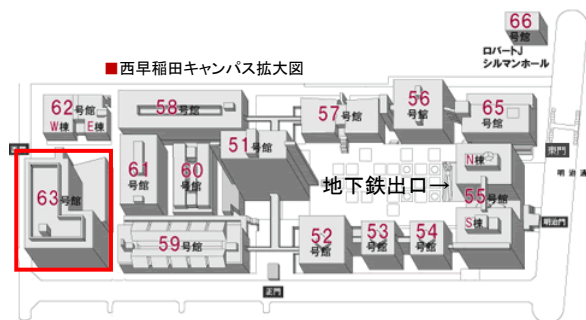 66
号館
ロバートJ
シルマンホール
■西早稲田キャンパス拡大図
62号館
W棟 E棟
58号館
57号館
56
号館
65
号館
51
号館
63号館
61
号館
60
号館
地下鉄出口→
N棟
55号館
S棟
東門
明治通
明治門
59号館
52
号館
53
号館
54
号館
正門